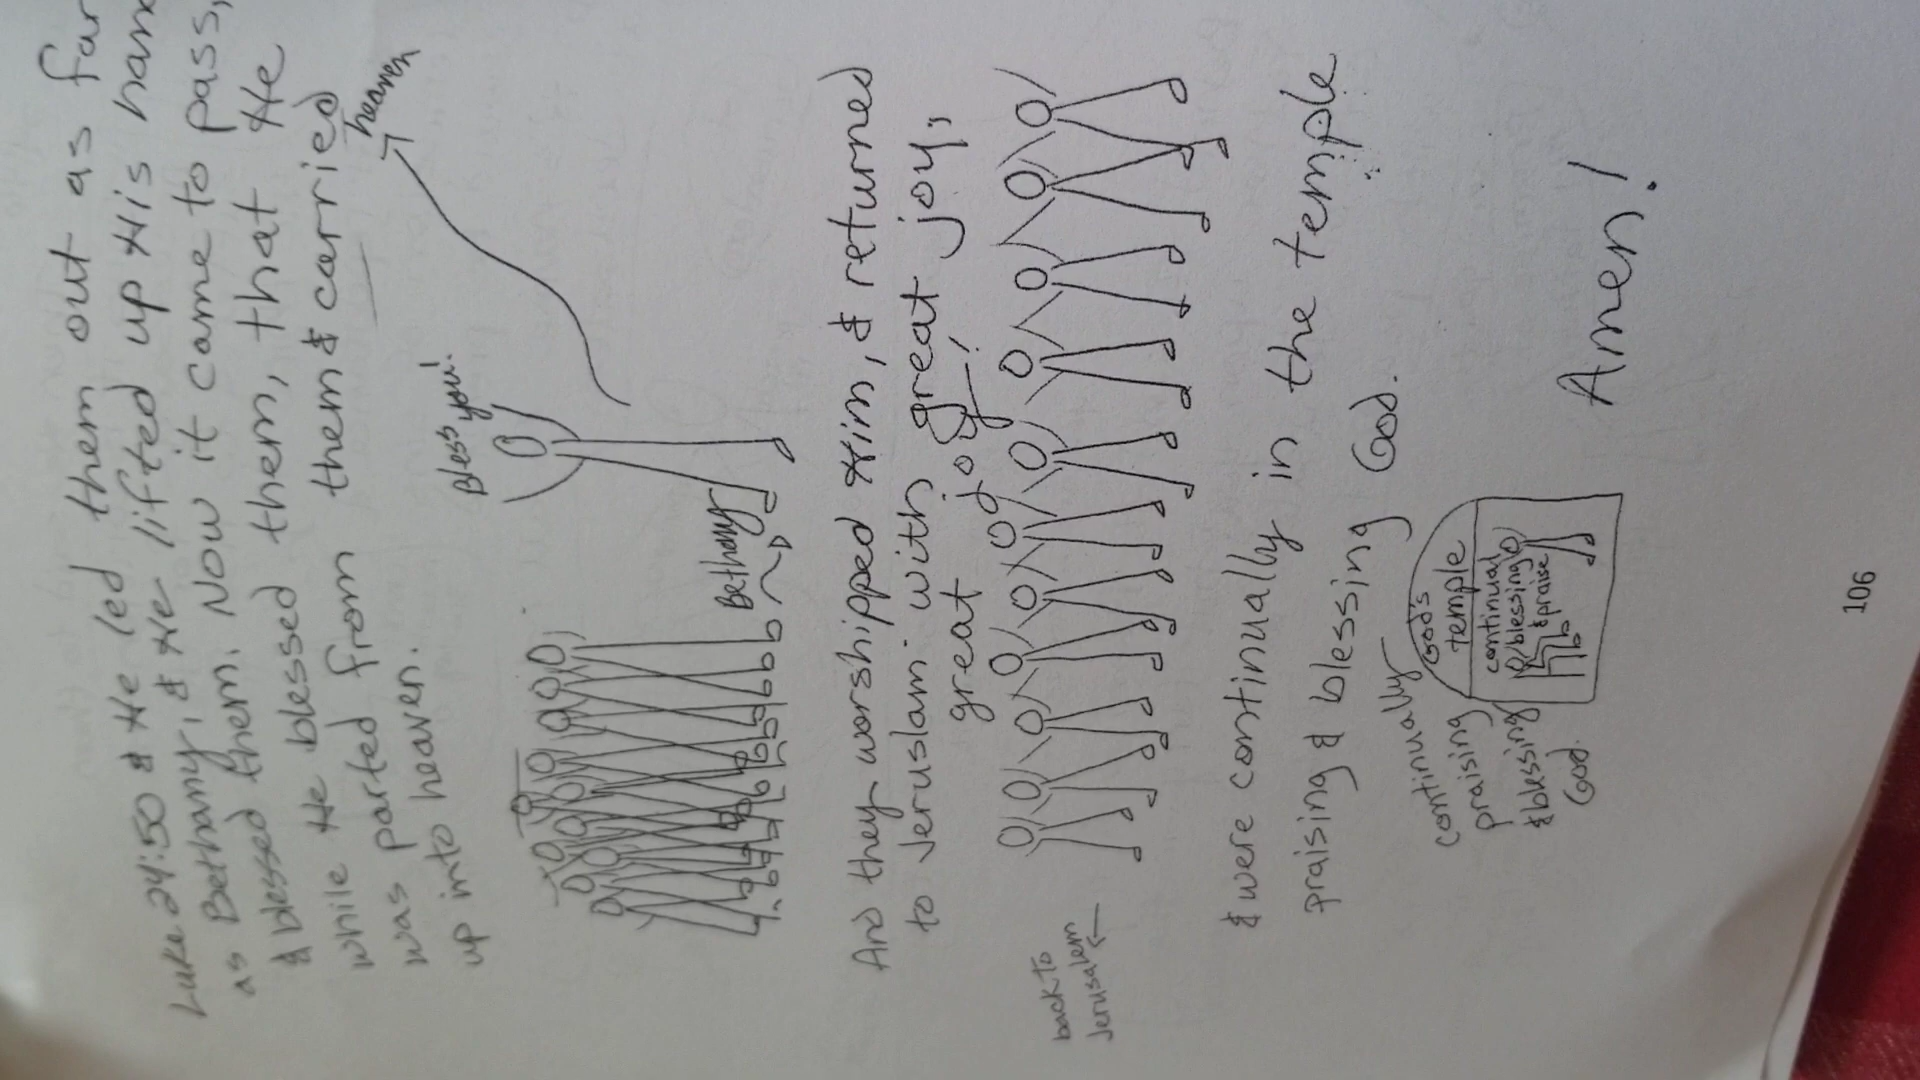 Luke 24:50 & He led them out as far
as Bethany, & He lifted up His han
& blessed them. Now it came to pass,
while He blessed them, that He
was parted from them & carried
up into heaven.
heaven
Bless you!
Bethany
And they worshipped Him, & returned
to Jeruslam with great joy,
great joy!
back to
Jerusalem
& were continually in the temple
praising & blessing God.
continually
praising
& blessing
God.
God's
temple
continual
blessing
& praise
Amen!
106